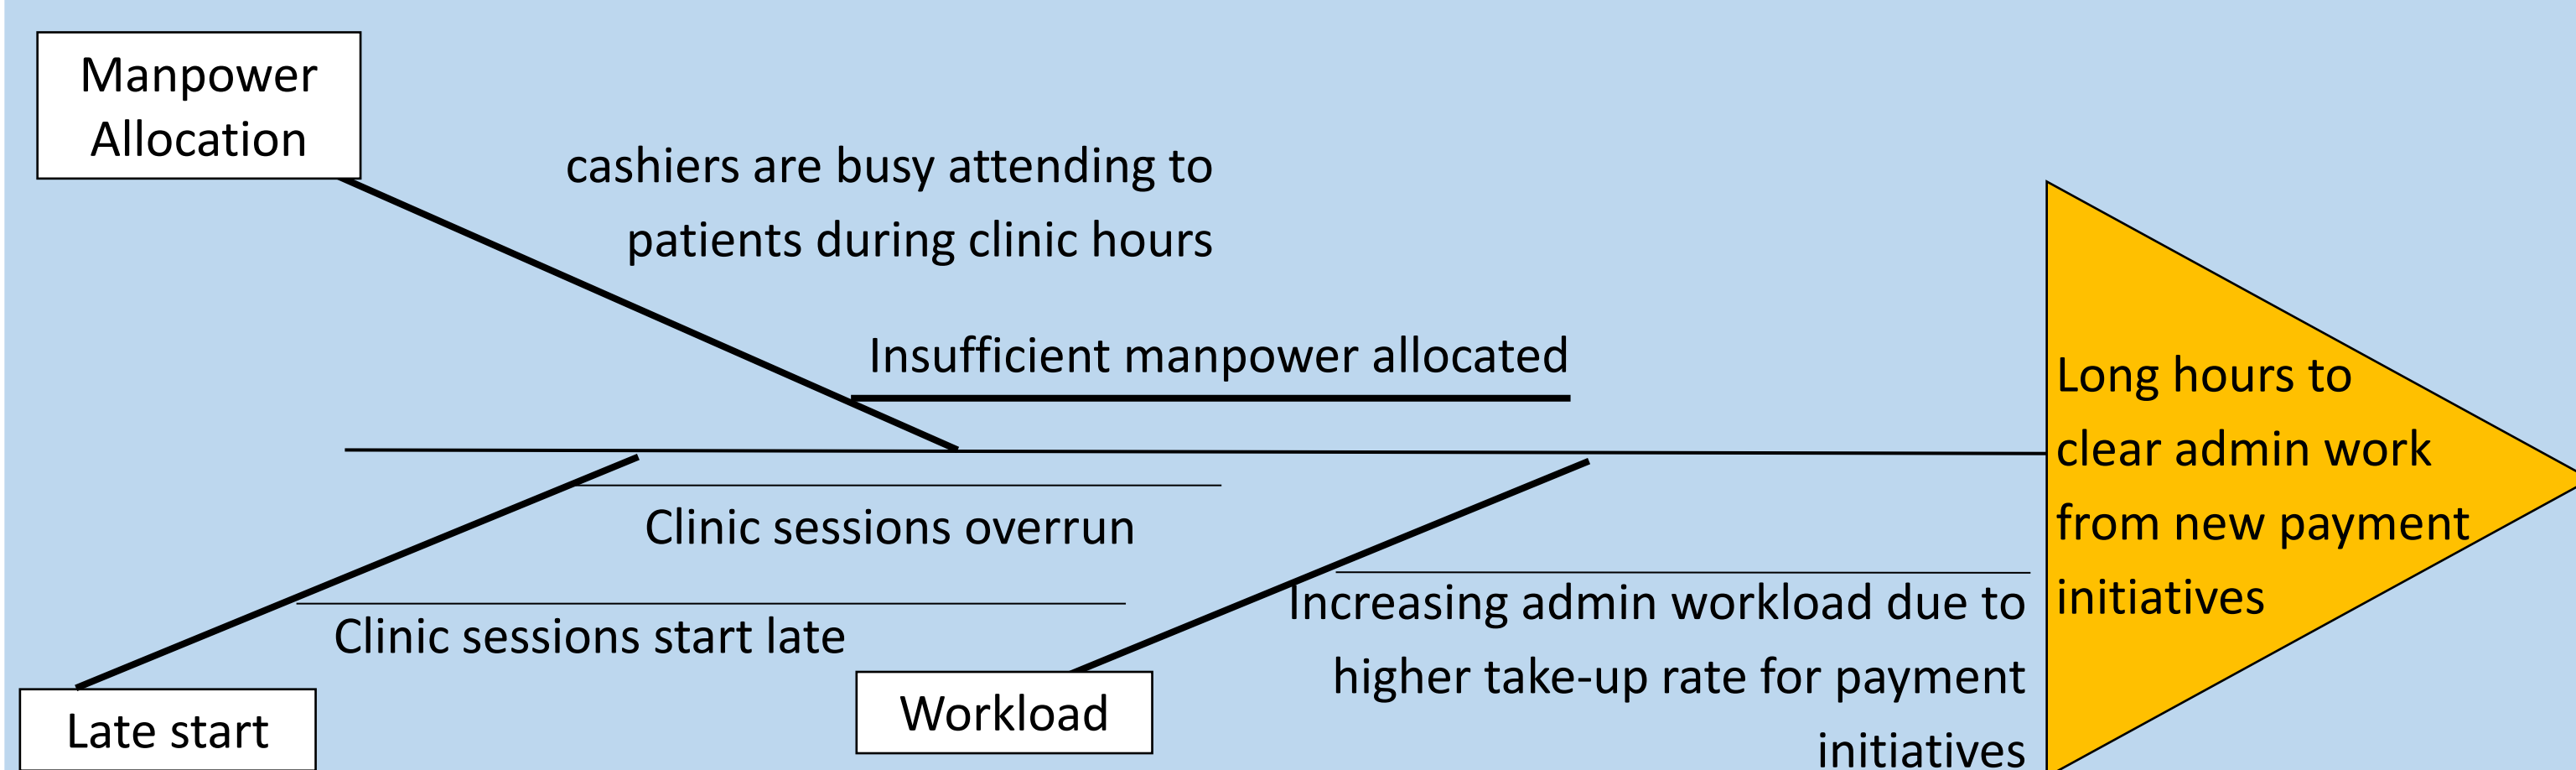 Manpower
Allocation
cashiers are busy attending to
patients during clinic hours
Insufficient manpower allocated
Long hours to
clear admin work
from new payment
initiatives
Clinic sessions overrun
Clinic sessions start late
Late start
Workload
Increasing admin workload due to
higher take-up rate for payment
initiatives